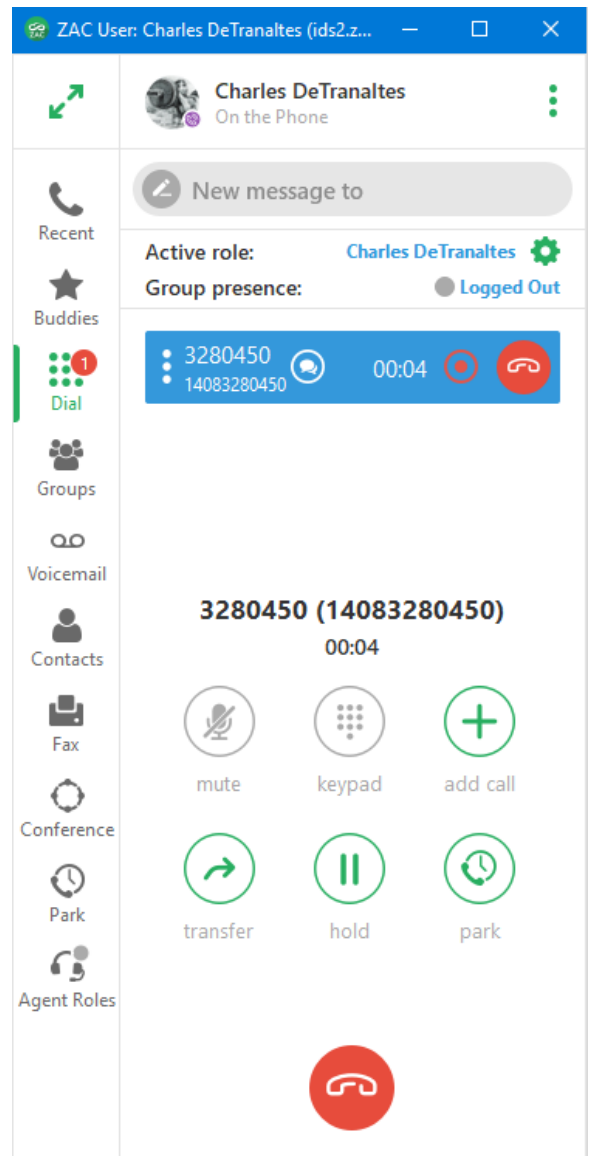 ZAC User: Charles DeTranaltes (ids2.z...
Charles DeTranaltes
On the Phone
New message to
Recent
Active role: Charles DeTranaltes
Group presence: Logged Out
Buddies
3280450
14083280450
00:04
1
Dial
Groups
Voicemail
Contacts
Fax
Conference
Park
Agent Roles
3280450 (14083280450)
00:04
mute keypad add call
transfer hold park